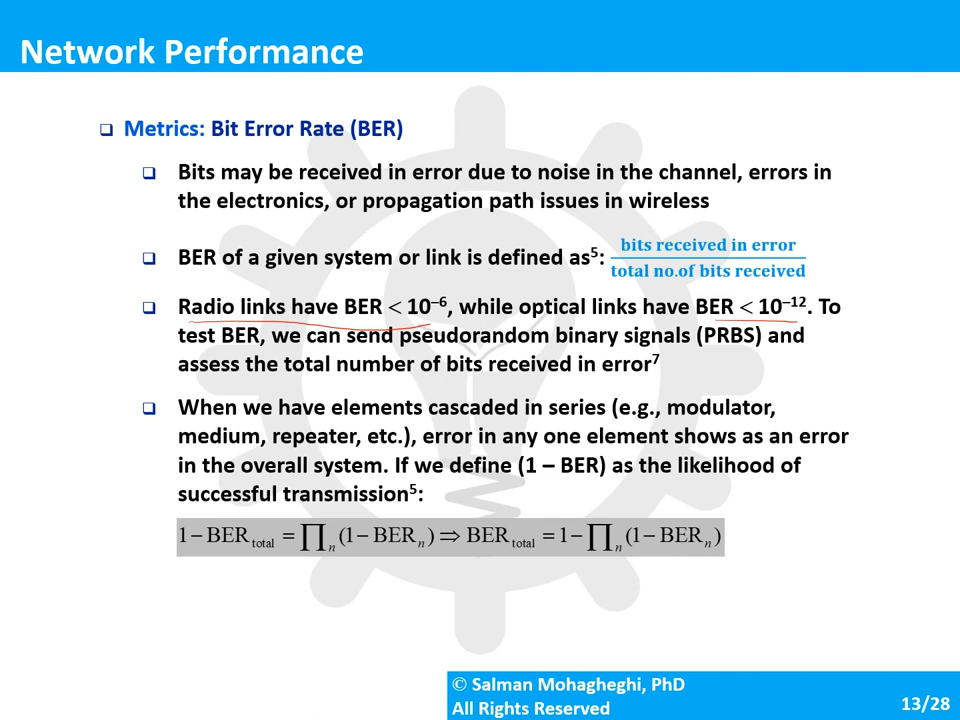 Network Performance
❑ Metrics: Bit Error Rate (BER)
❑ Bits may be received in error due to noise in the channel, errors in
the electronics, or propagation path issues in wireless
❑ BER of a given system or link is defined as⁵: bits received in error / total no.of bits received
❑ Radio links have BER < 10⁻⁶, while optical links have BER < 10⁻¹². To
test BER, we can send pseudorandom binary signals (PRBS) and
assess the total number of bits received in error⁷
❑ When we have elements cascaded in series (e.g., modulator,
medium, repeater, etc.), error in any one element shows as an error
in the overall system. If we define (1 – BER) as the likelihood of
successful transmission⁵:
1 − BER total = ∏ n (1 − BER n) ⇒ BER total = 1 − ∏ n (1 − BER n)
© Salman Mohagheghi, PhD
All Rights Reserved
13/28